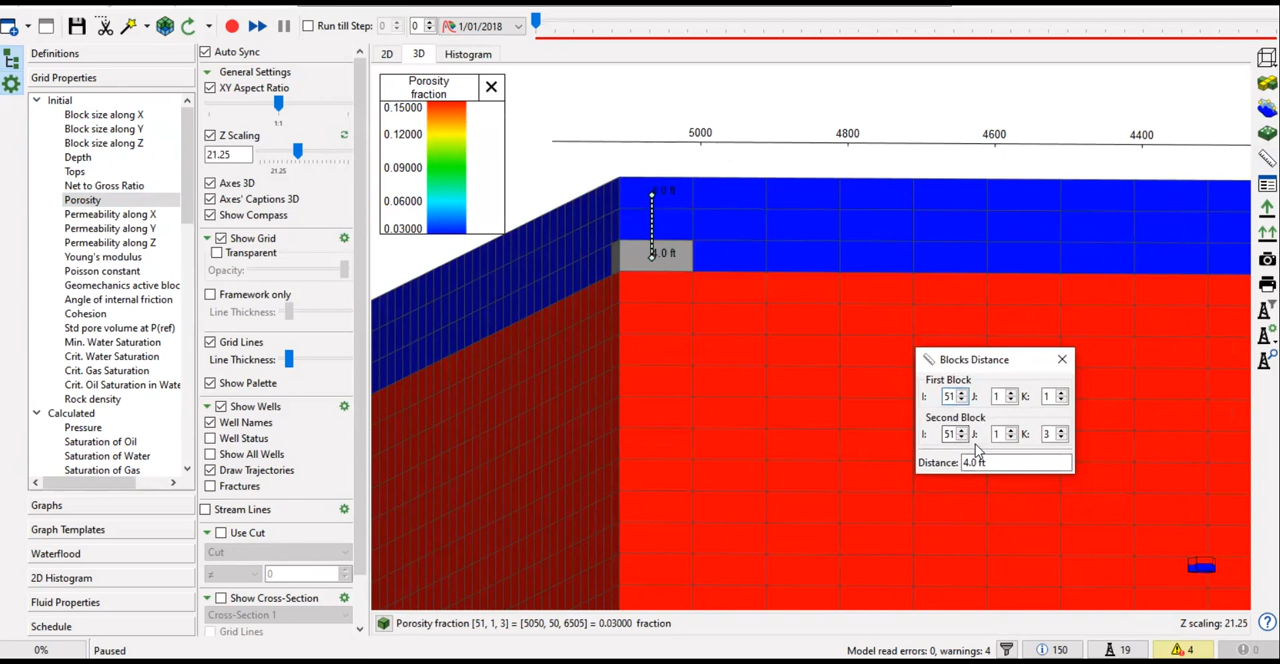 Run till Step: 0 0 1/01/2018
Definitions
Grid Properties
Initial
Block size along X
Block size along Y
Block size along Z
Depth
Tops
Net to Gross Ratio
Porosity
Permeability along X
Permeability along Y
Permeability along Z
Young's modulus
Poisson constant
Geomechanics active bloc
Angle of internal friction
Cohesion
Std pore volume at P(ref)
Min. Water Saturation
Crit. Water Saturation
Crit. Gas Saturation
Crit. Oil Saturation in Wate
Rock density
Calculated
Pressure
Saturation of Oil
Saturation of Water
Saturation of Gas
Graphs
Graph Templates
Waterflood
2D Histogram
Fluid Properties
Schedule
Auto Sync
General Settings
XY Aspect Ratio
1:1
Z Scaling
21.25
21.25
Axes 3D
Axes' Captions 3D
Show Compass
Show Grid
Transparent
Opacity:
Framework only
Line Thickness:
Grid Lines
Line Thickness:
Show Palette
Show Wells
Well Names
Well Status
Show All Wells
Draw Trajectories
Fractures
Stream Lines
Use Cut
Cut
≠ 0
Show Cross-Section
Cross-Section 1
Grid Lines
2D 3D Histogram
Porosity
fraction
0.15000
0.12000
0.09000
0.06000
0.03000
5000 4800 4600 4400
.0 ft
.0 ft
Blocks Distance
First Block
I: 51 J: 1 K: 1
Second Block
I: 51 J: 1 K: 3
Distance: 4.0 ft
Porosity fraction [51, 1, 3] = [5050, 50, 6505] = 0.03000 fraction
Z scaling: 21.25
0% Paused
Model read errors: 0, warnings: 4
150 19 4 0